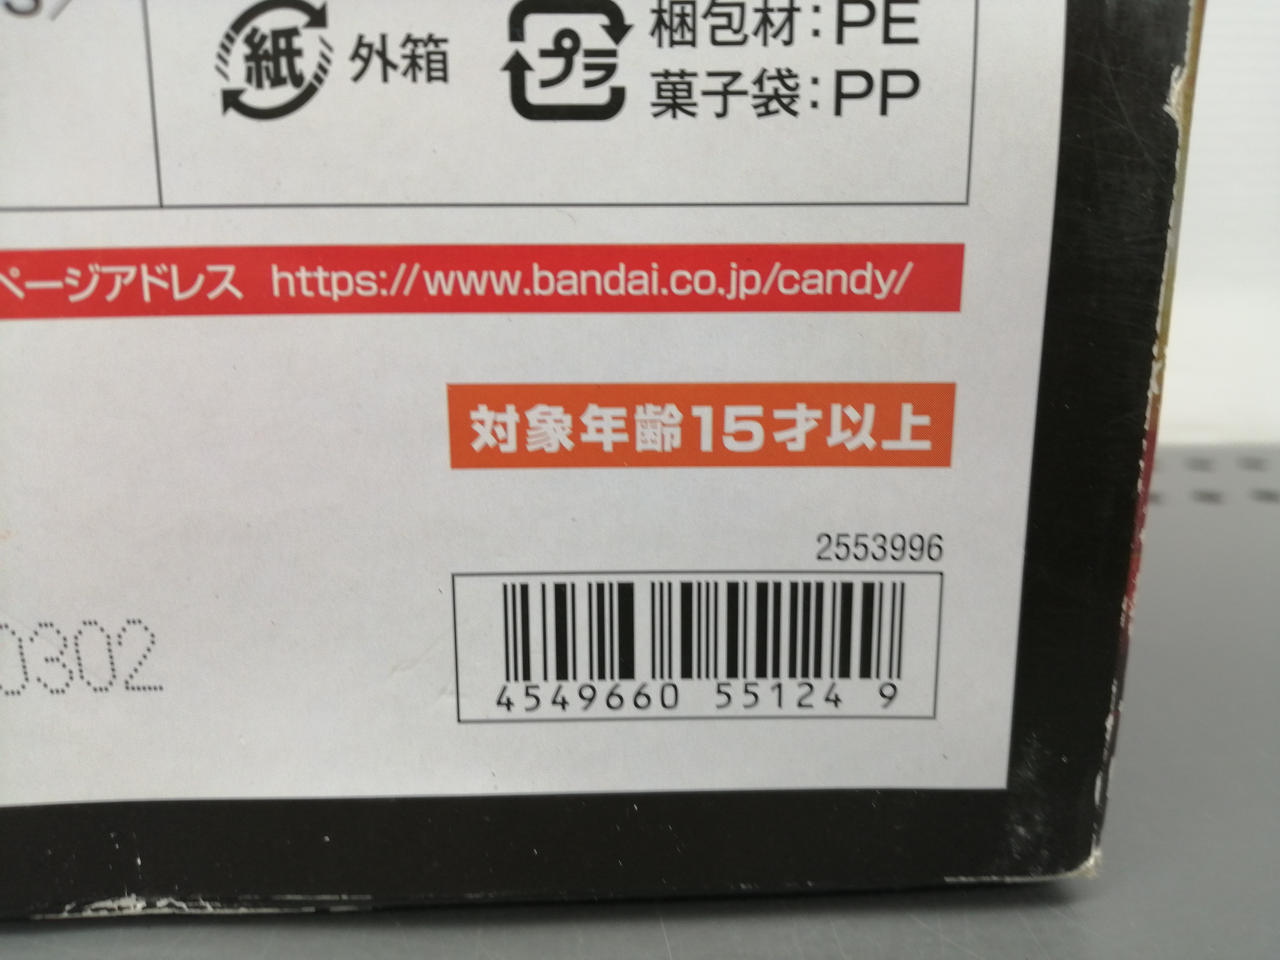 紙 外箱
プラ 梱包材：PE
菓子袋：PP
ページアドレス https://www.bandai.co.jp/candy/
対象年齢15才以上
2553996
4549660 55124 9
0302